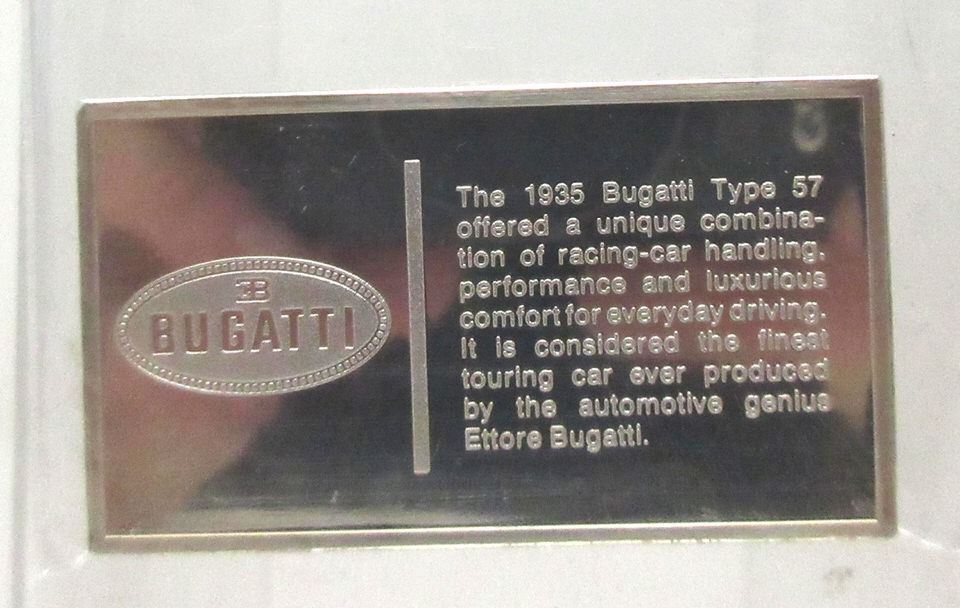 EB
BUGATTI
The 1935 Bugatti Type 57
offered a unique combina-
tion of racing-car handling,
performance and luxurious
comfort for everyday driving.
It is considered the finest
touring car ever produced
by the automotive genius
Ettore Bugatti.